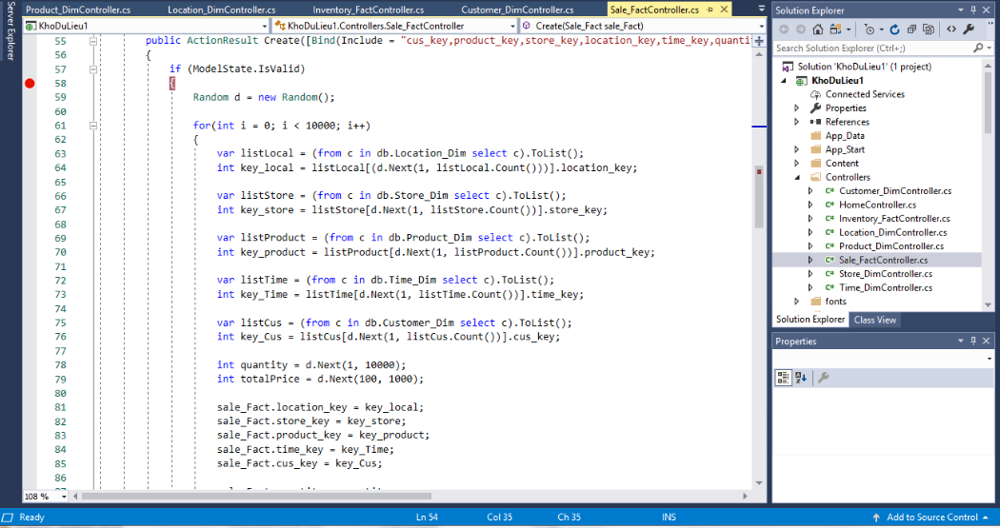 Server Explorer
Product_DimController.cs Location_DimController.cs Inventory_FactController.cs Customer_DimController.cs Sale_FactController.cs
KhoDuLieu1 KhoDuLieu1.Controllers.Sale_FactController Create(Sale_Fact sale_Fact)
55 public ActionResult Create([Bind(Include = "cus_key,product_key,store_key,location_key,time_key,quanti
56 {
57 if (ModelState.IsValid)
58 {
59 Random d = new Random();
60
61 for(int i = 0; i < 10000; i++)
62 {
63 var listLocal = (from c in db.Location_Dim select c).ToList();
64 int key_local = listLocal[(d.Next(1, listLocal.Count()))].location_key;
65
66 var listStore = (from c in db.Store_Dim select c).ToList();
67 int key_store = listStore[d.Next(1, listStore.Count())].store_key;
68
69 var listProduct = (from c in db.Product_Dim select c).ToList();
70 int key_product = listProduct[d.Next(1, listProduct.Count())].product_key;
71
72 var listTime = (from c in db.Time_Dim select c).ToList();
73 int key_Time = listTime[d.Next(1, listTime.Count())].time_key;
74
75 var listCus = (from c in db.Customer_Dim select c).ToList();
76 int key_Cus = listCus[d.Next(1, listCus.Count())].cus_key;
77
78 int quantity = d.Next(1, 10000);
79 int totalPrice = d.Next(100, 1000);
80
81 sale_Fact.location_key = key_local;
82 sale_Fact.store_key = key_store;
83 sale_Fact.product_key = key_product;
84 sale_Fact.time_key = key_Time;
85 sale_Fact.cus_key = key_Cus;
86
108 %
Solution Explorer
Search Solution Explorer (Ctrl+;)
Solution 'KhoDuLieu1' (1 project)
KhoDuLieu1
Connected Services
Properties
References
App_Data
App_Start
Content
Controllers
C# Customer_DimController.cs
C# HomeController.cs
C# Inventory_FactController.cs
C# Location_DimController.cs
C# Product_DimController.cs
C# Sale_FactController.cs
C# Store_DimController.cs
C# Time_DimController.cs
fonts
Solution Explorer Class View
Properties
Ready Ln 54 Col 35 Ch 35 INS Add to Source Control